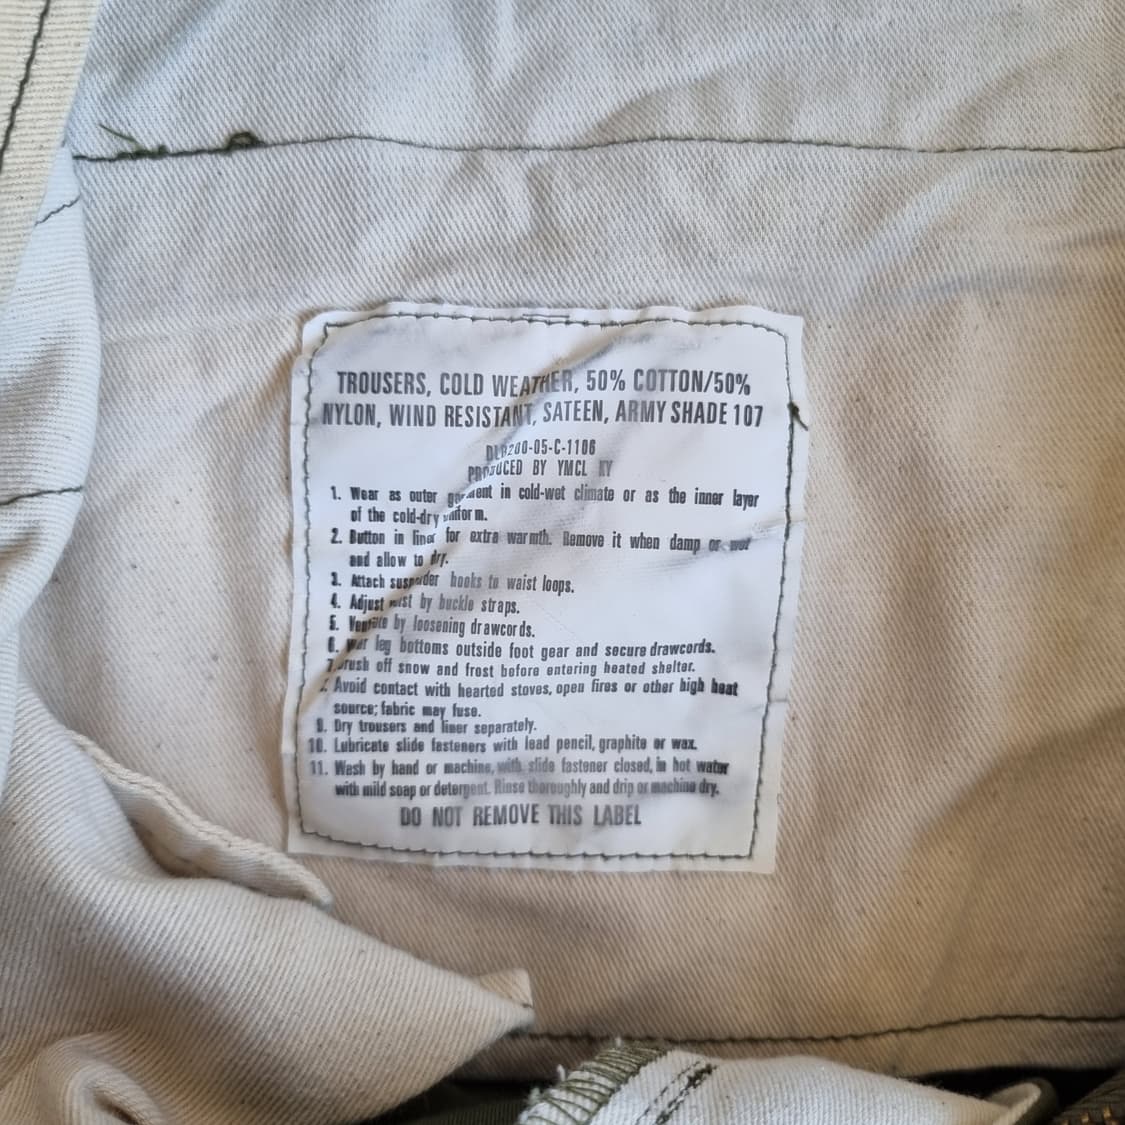 TROUSERS, COLD WEATHER, 50% COTTON/50%
NYLON, WIND RESISTANT, SATEEN, ARMY SHADE 107
200-05-C-1106
PRODUCED BY YMCL KY
1. Wear as outer garment in cold-wet climate or as the inner layer
of the cold-dry uniform.
2. Button in liner for extra warmth. Remove it when damp or wet
and allow to dry.
3. Attach suspender hooks to waist loops.
4. Adjust by buckle straps.
5. Ventilate by loosening drawcords.
6. Wear leg bottoms outside foot gear and secure drawcords.
7. Brush off snow and frost before entering heated shelter.
Avoid contact with hearted stoves, open fires or other high heat
source; fabric may fuse.
9. Dry trousers and liner separately.
10. Lubricate slide fasteners with lead pencil, graphite or wax.
11. Wash by hand or machine, with slide fastener closed, in hot water
with mild soap or detergent. Rinse thoroughly and drip or machine dry.
DO NOT REMOVE THIS LABEL